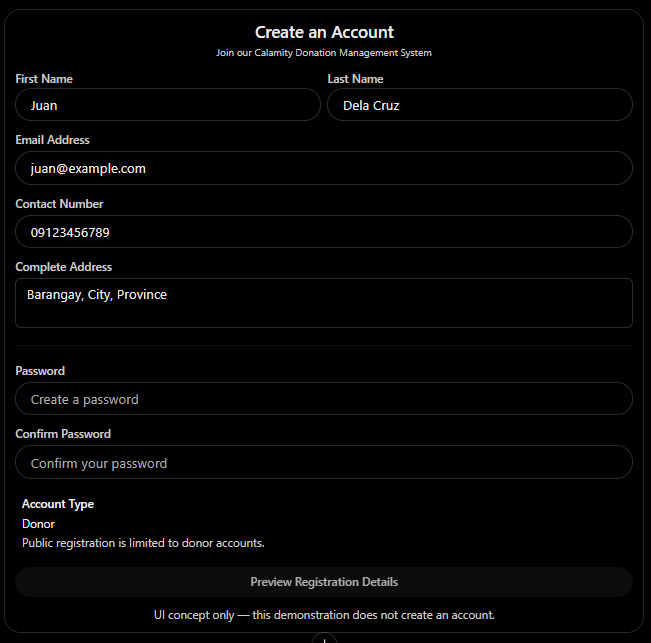 Create an Account
Join our Calamity Donation Management System
First Name Last Name
Juan Dela Cruz
Email Address
juan@example.com
Contact Number
09123456789
Complete Address
Barangay, City, Province
Password
Create a password
Confirm Password
Confirm your password
Account Type
Donor
Public registration is limited to donor accounts.
Preview Registration Details
UI concept only — this demonstration does not create an account.